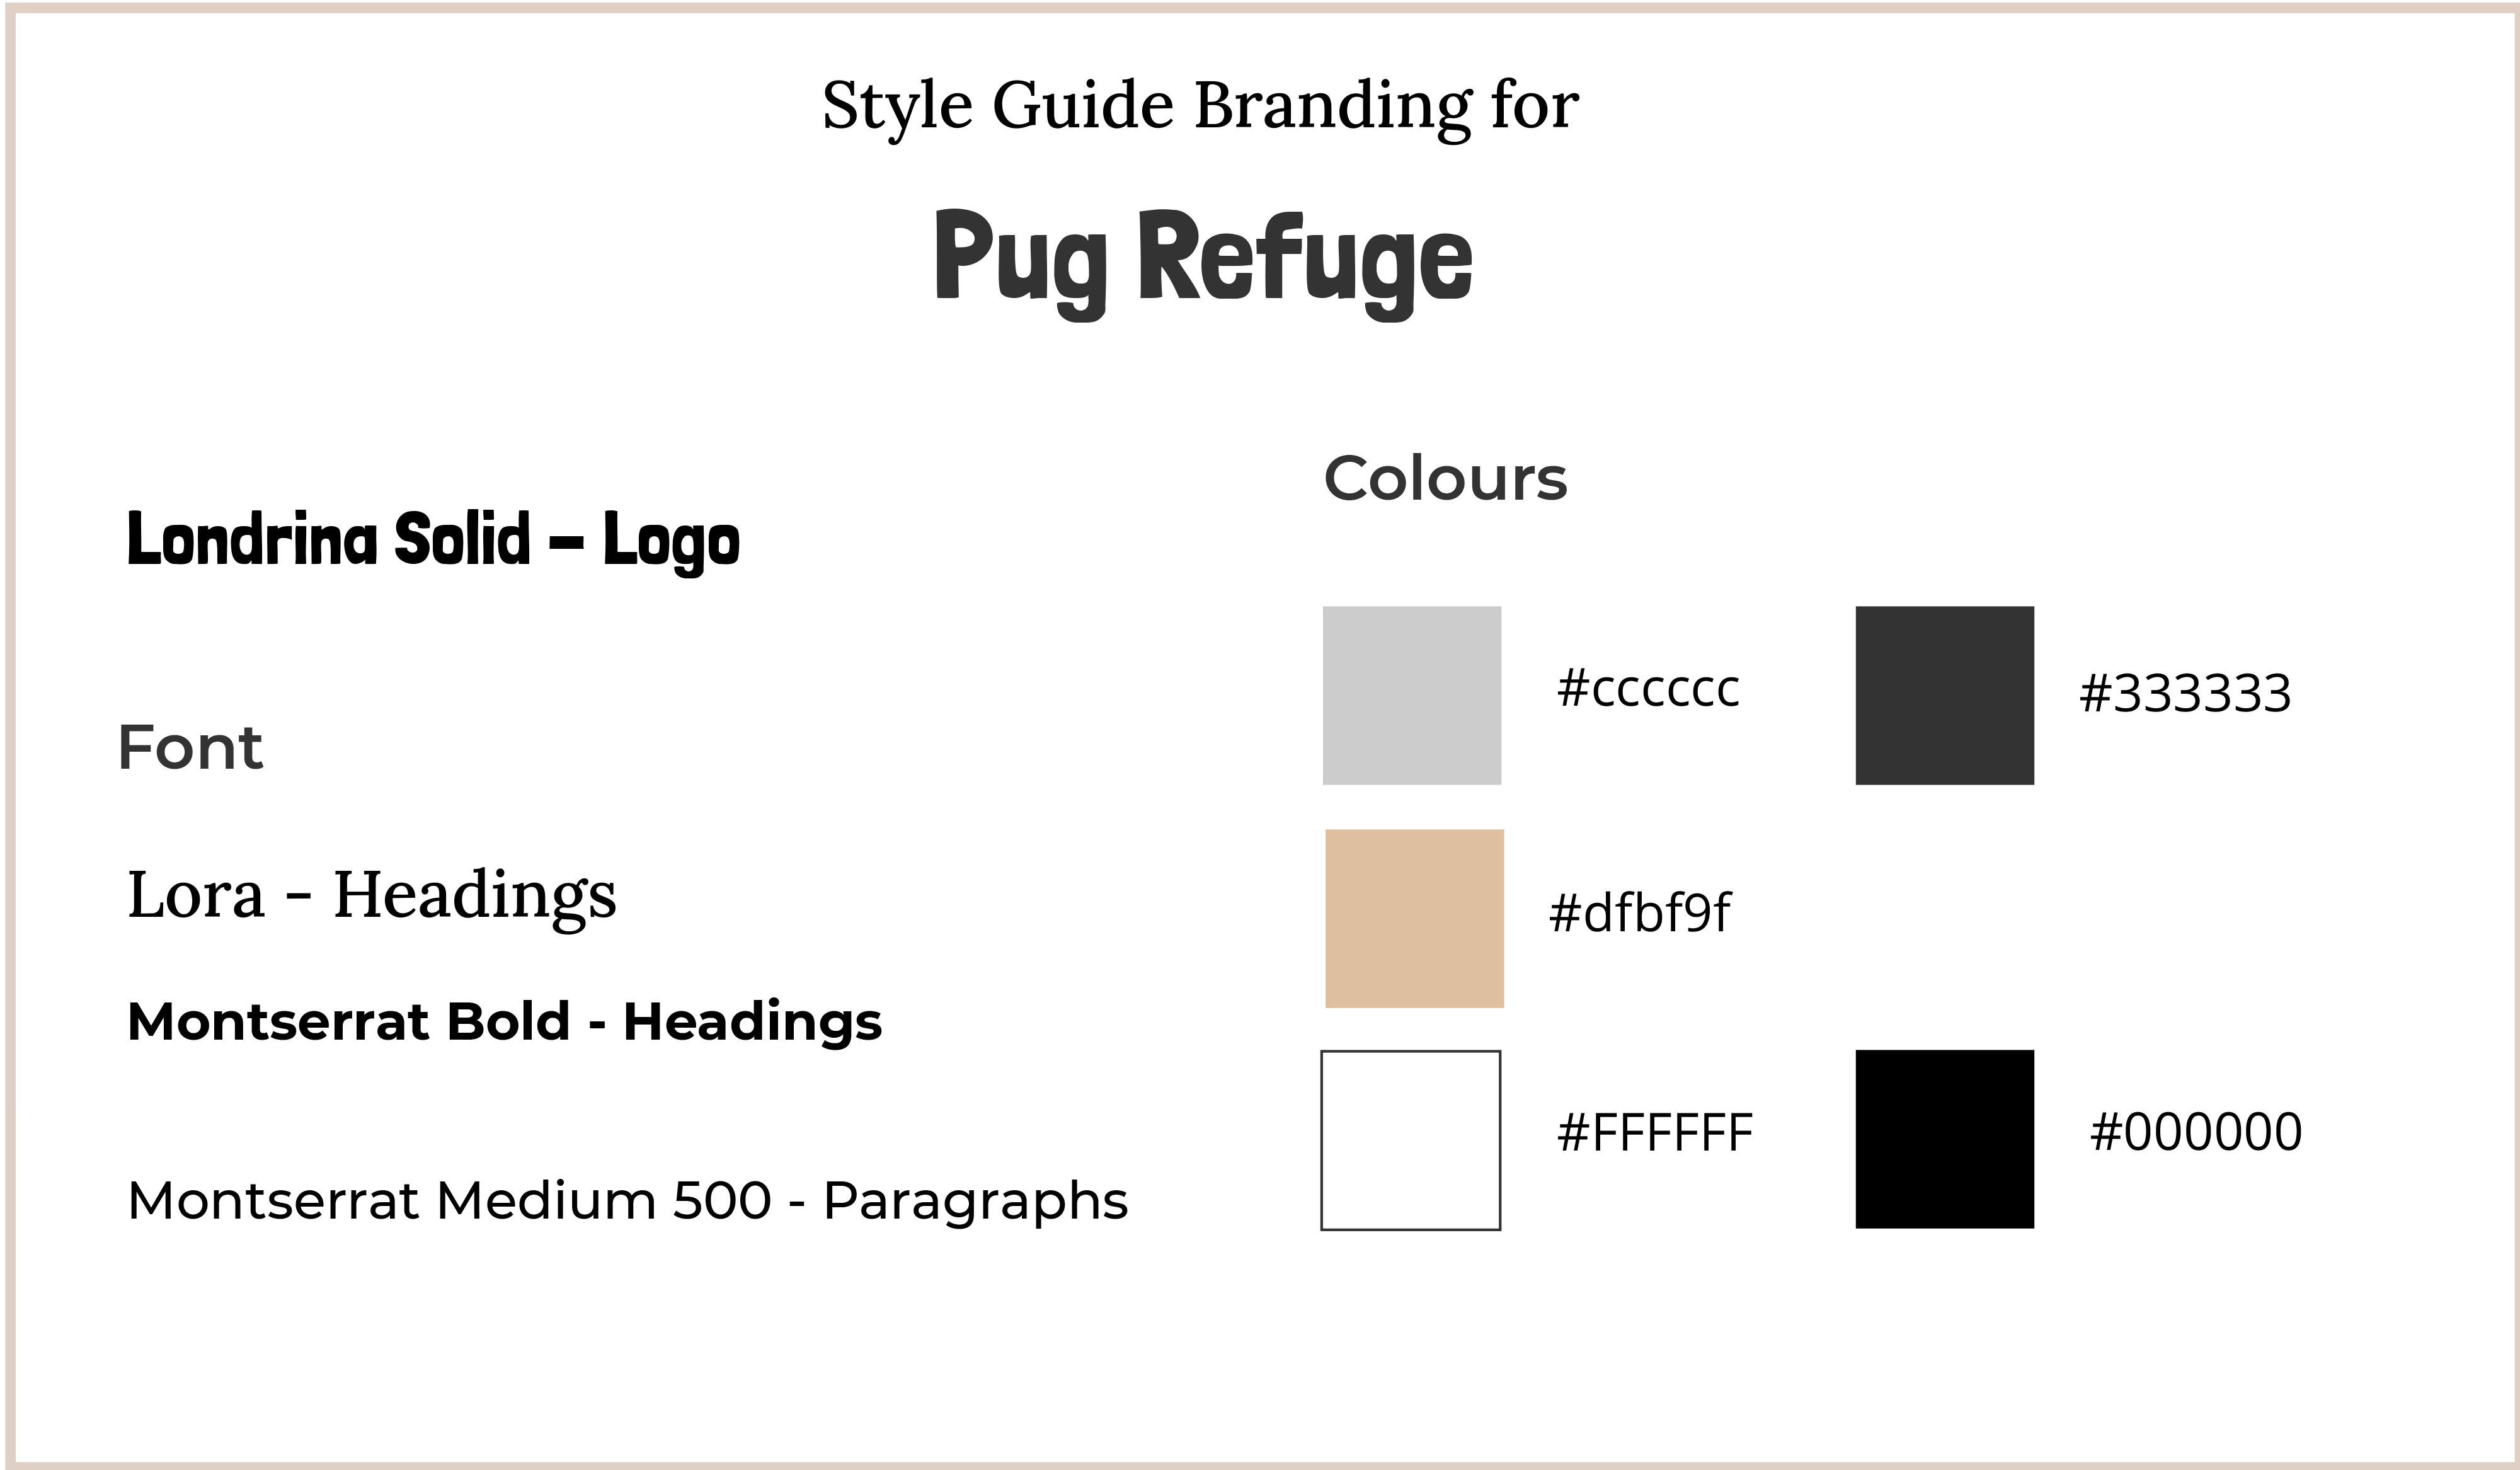 Style Guide Branding for
Pug Refuge
Londrina Solid – Logo
Font
Lora - Headings
Montserrat Bold - Headings
Montserrat Medium 500 - Paragraphs
Colours
#cccccc
#333333
#dfbf9f
#FFFFFF
#000000